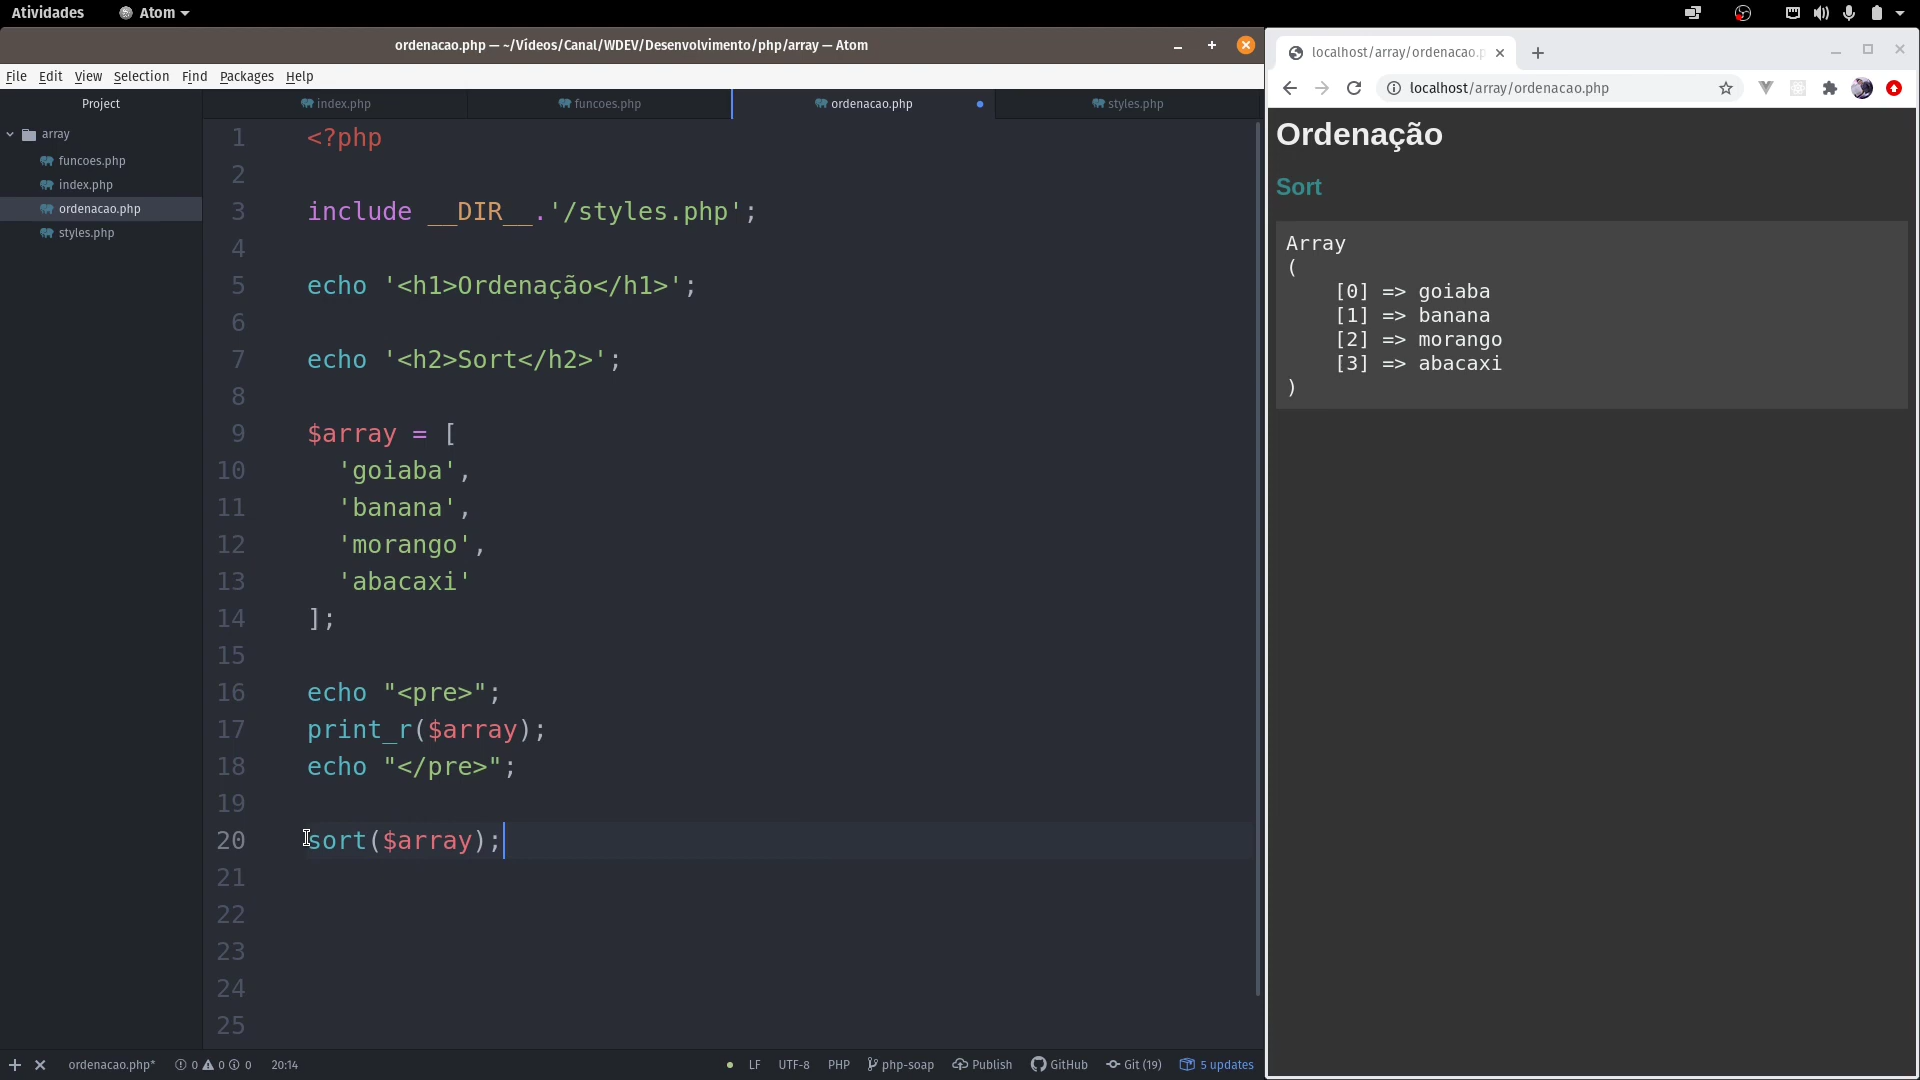 Atividades
Atom
ordenacao.php — ~/Vídeos/Canal/WDEV/Desenvolvimento/php/array — Atom
File Edit View Selection Find Packages Help
Project
array
funcoes.php
index.php
ordenacao.php
styles.php
index.php funcoes.php ordenacao.php styles.php
1 <?php
2
3 include __DIR__.'/styles.php';
4
5 echo '<h1>Ordenação</h1>';
6
7 echo '<h2>Sort</h2>';
8
9 $array = [
10 'goiaba',
11 'banana',
12 'morango',
13 'abacaxi'
14 ];
15
16 echo "<pre>";
17 print_r($array);
18 echo "</pre>";
19
20 sort($array);
21
22
23
24
25
ordenacao.php* 0 0 0 20:14 LF UTF-8 PHP php-soap Publish GitHub Git (19) 5 updates
localhost/array/ordenacao.p
localhost/array/ordenacao.php
Ordenação
Sort
Array
(
[0] => goiaba
[1] => banana
[2] => morango
[3] => abacaxi
)